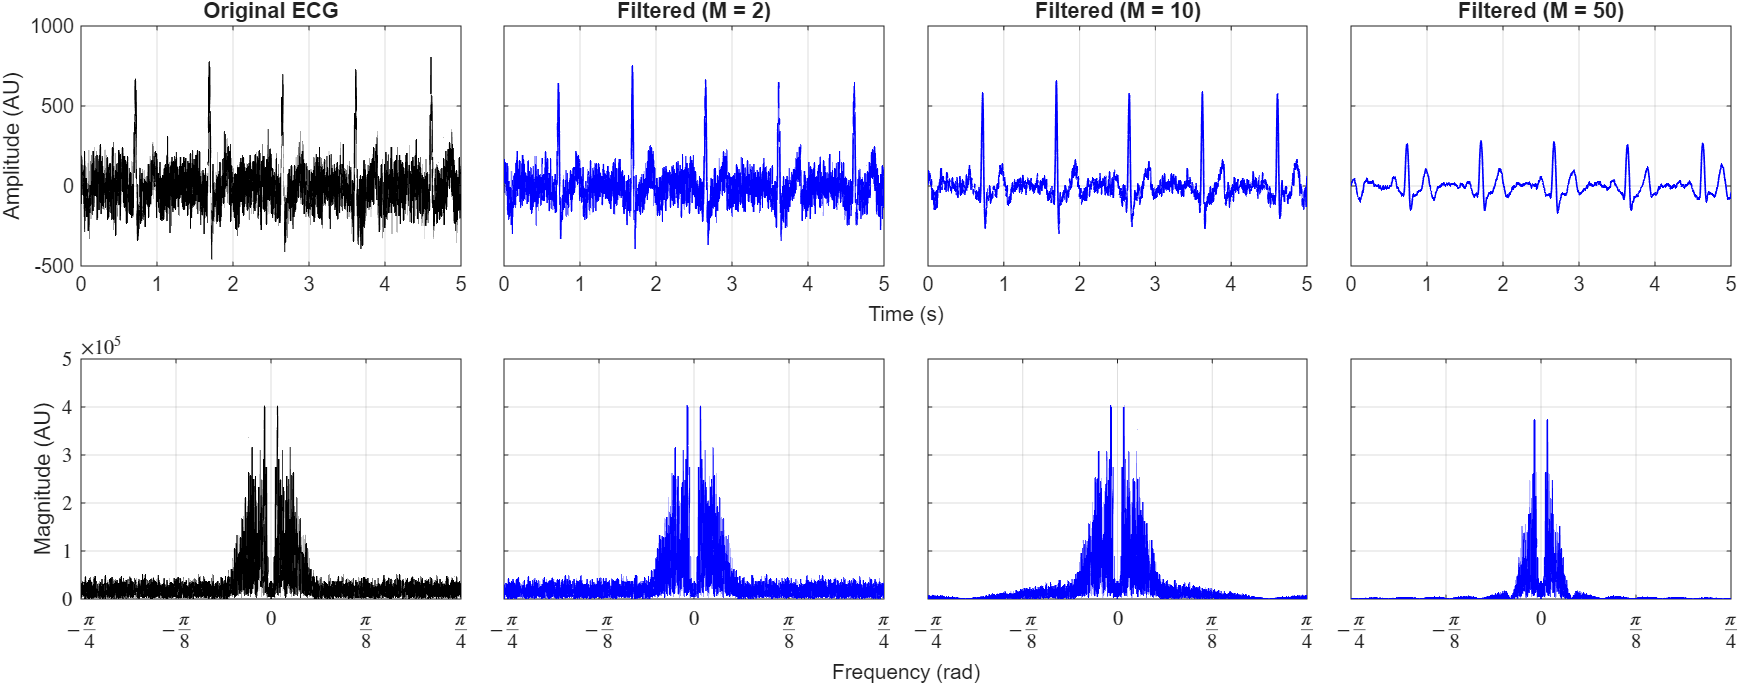 Original ECG
Filtered (M = 2)
Filtered (M = 10)
Filtered (M = 50)
Amplitude (AU)
1000
500
0
-500
0 1 2 3 4 5
0 1 2 3 4 5
0 1 2 3 4 5
0 1 2 3 4 5
Time (s)
×10⁵
Magnitude (AU)
5
4
3
2
1
0
−π/4 −π/8 0 π/8 π/4
−π/4 −π/8 0 π/8 π/4
−π/4 −π/8 0 π/8 π/4
−π/4 −π/8 0 π/8 π/4
Frequency (rad)